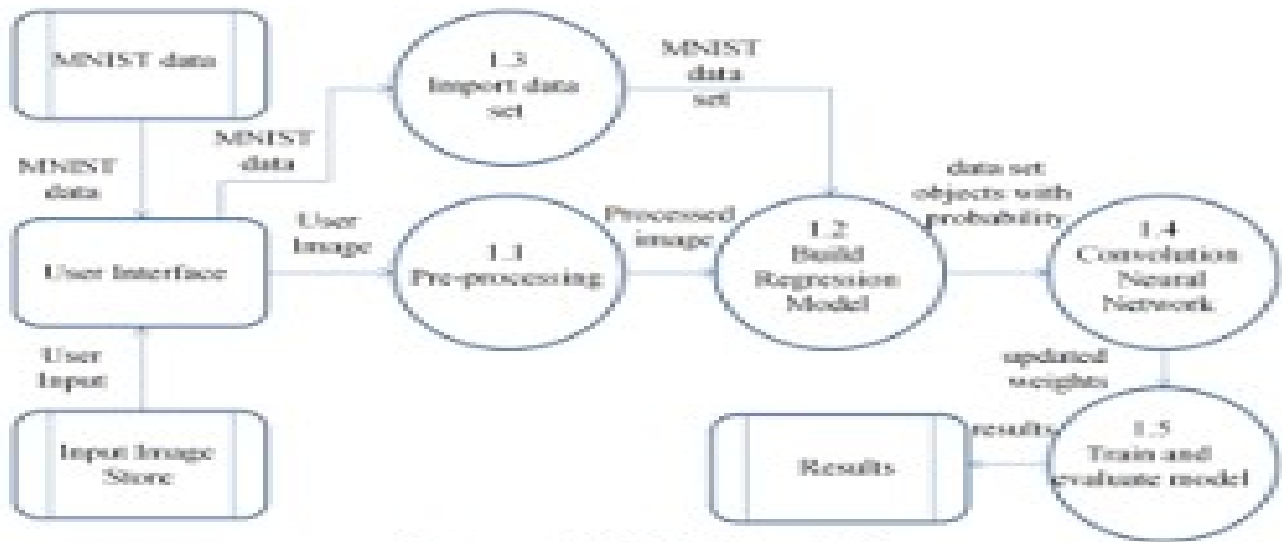 MNIST data
1.3
Import data
set
MNIST
data
set
MNIST
data
MNIST
data
data set
objects with
probability
User Interface
User
Image
1.1
Pre-processing
Processed
image
1.2
Build
Regression
Model
1.4
Convolution
Neural
Network
User
Input
updated
weights
Input Image
Store
Results
results
1.5
Train and
evaluate model